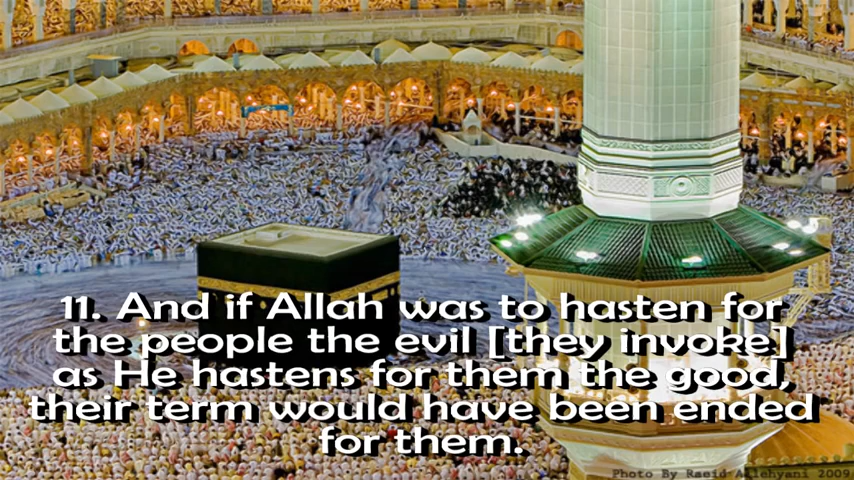 11. And if Allah was to hasten for
the people the evil [they invoke]
as He hastens for them the good,
their term would have been ended
for them.
Photo By Raeid Allehyani 2009